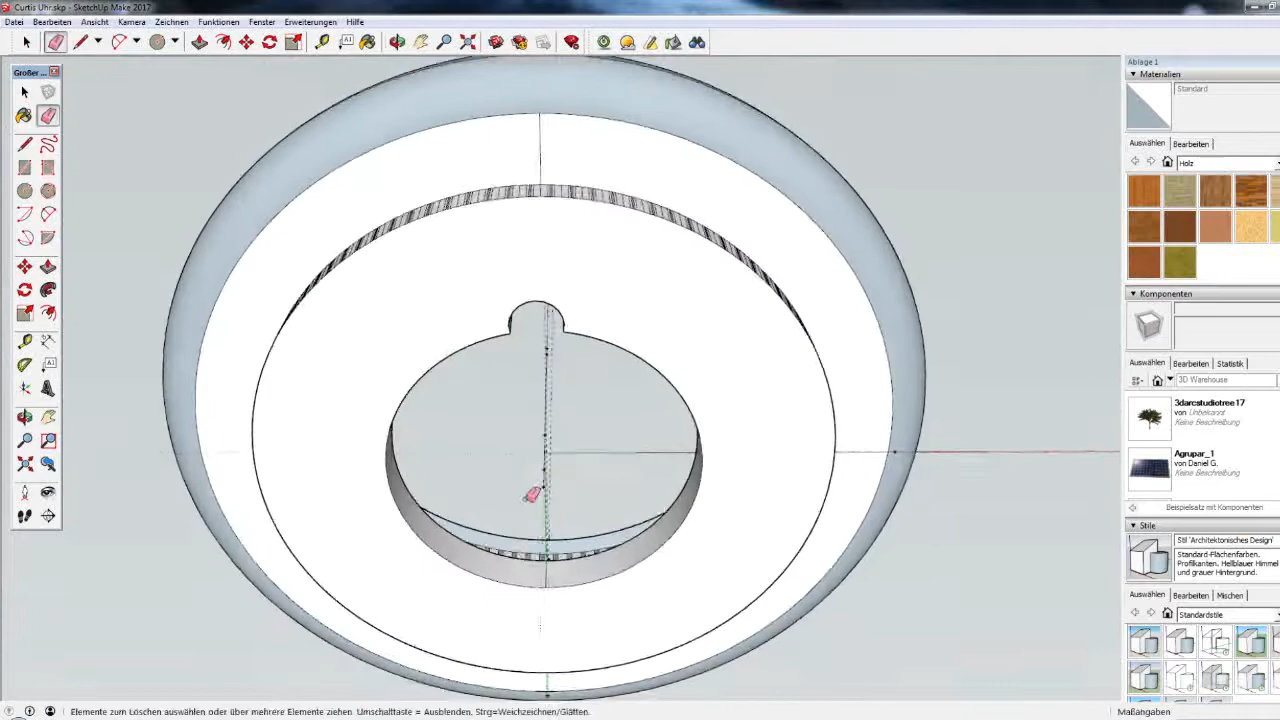 Curtis Uhr.skp - SketchUp Make 2017
Datei Bearbeiten Ansicht Kamera Zeichnen Funktionen Fenster Erweiterungen Hilfe
Großer ...
Ablage 1
Materialien
Standard
Auswählen Bearbeiten
Holz
Komponenten
Auswählen Bearbeiten Statistik
3D Warehouse
3darcstudiotree17
von Unbekannt
Keine Beschreibung
Agrupar_1
von Daniel G.
Keine Beschreibung
Beispielsatz mit Komponenten
Stile
Stil 'Architektonisches Design'
Standard-Flächenfarben.
Profilkanten. Hellblauer Himmel
und grauer Hintergrund.
Auswählen Bearbeiten Mischen
Standardstile
Elemente zum Löschen auswählen oder über mehrere Elemente ziehen. Umschalttaste = Ausblenden. Strg=Weichzeichnen/Glätten.
Maßangaben